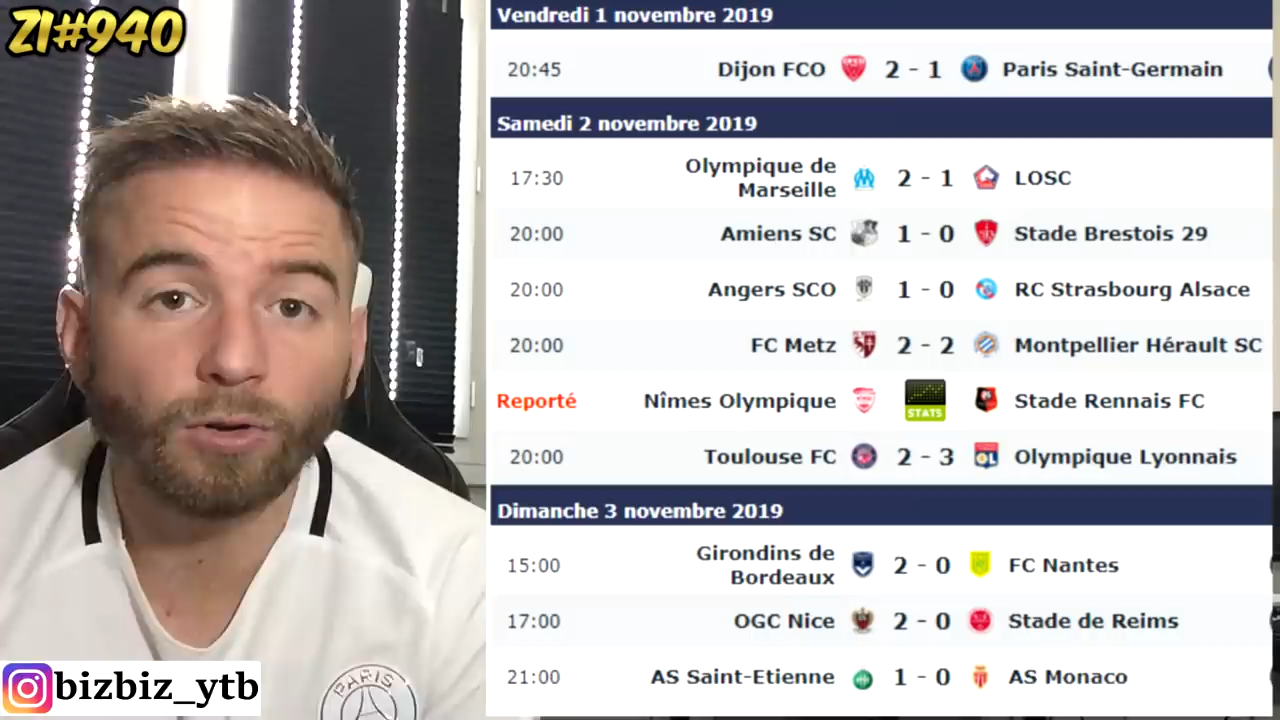 ZI#940
Vendredi 1 novembre 2019
20:45 Dijon FCO 2 - 1 Paris Saint-Germain
Samedi 2 novembre 2019
17:30 Olympique de Marseille 2 - 1 LOSC
20:00 Amiens SC 1 - 0 Stade Brestois 29
20:00 Angers SCO 1 - 0 RC Strasbourg Alsace
20:00 FC Metz 2 - 2 Montpellier Hérault SC
Reporté Nîmes Olympique STATS Stade Rennais FC
20:00 Toulouse FC 2 - 3 Olympique Lyonnais
Dimanche 3 novembre 2019
15:00 Girondins de Bordeaux 2 - 0 FC Nantes
17:00 OGC Nice 2 - 0 Stade de Reims
21:00 AS Saint-Etienne 1 - 0 AS Monaco
bizbiz_ytb
PARIS